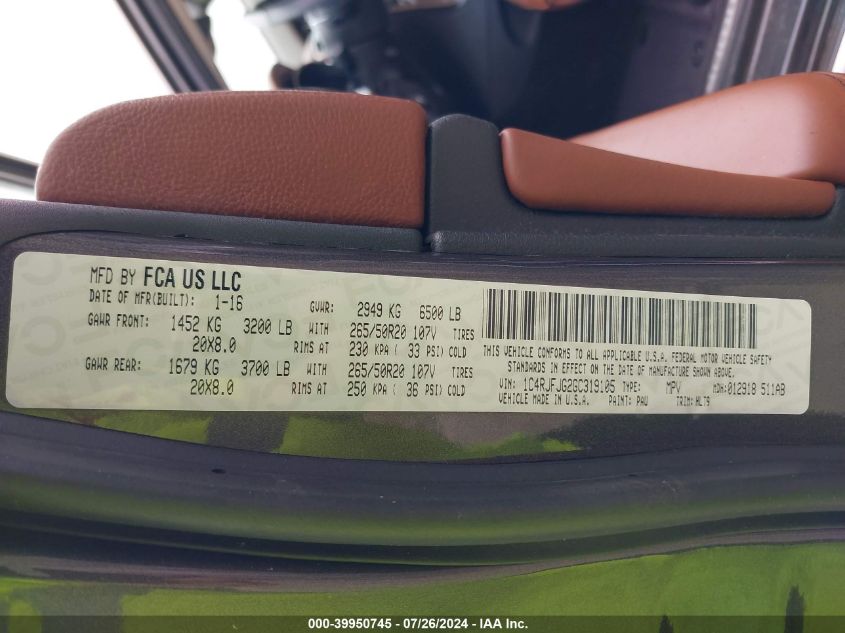 MFD BY FCA US LLC
DATE OF MFR(BUILT): 1-16 GVWR: 2949 KG 6500 LB
GAWR FRONT: 1452 KG 3200 LB WITH 265/50R20 107V TIRES
20X8.0 RIMS AT 230 KPA ( 33 PSI) COLD
GAWR REAR: 1679 KG 3700 LB WITH 265/50R20 107V TIRES
20X8.0 RIMS AT 250 KPA ( 36 PSI) COLD
THIS VEHICLE CONFORMS TO ALL APPLICABLE U.S.A. FEDERAL MOTOR VEHICLE SAFETY
STANDARDS IN EFFECT ON THE DATE OF MANUFACTURE SHOWN ABOVE.
VIN: 1C4RJFJG2GC319105 TYPE: MPV MDH:012918 511AB
VEHICLE MADE IN U.S.A. PAINT: PAU TRIM: HLT9
000-39950745 - 07/26/2024 - IAA Inc.